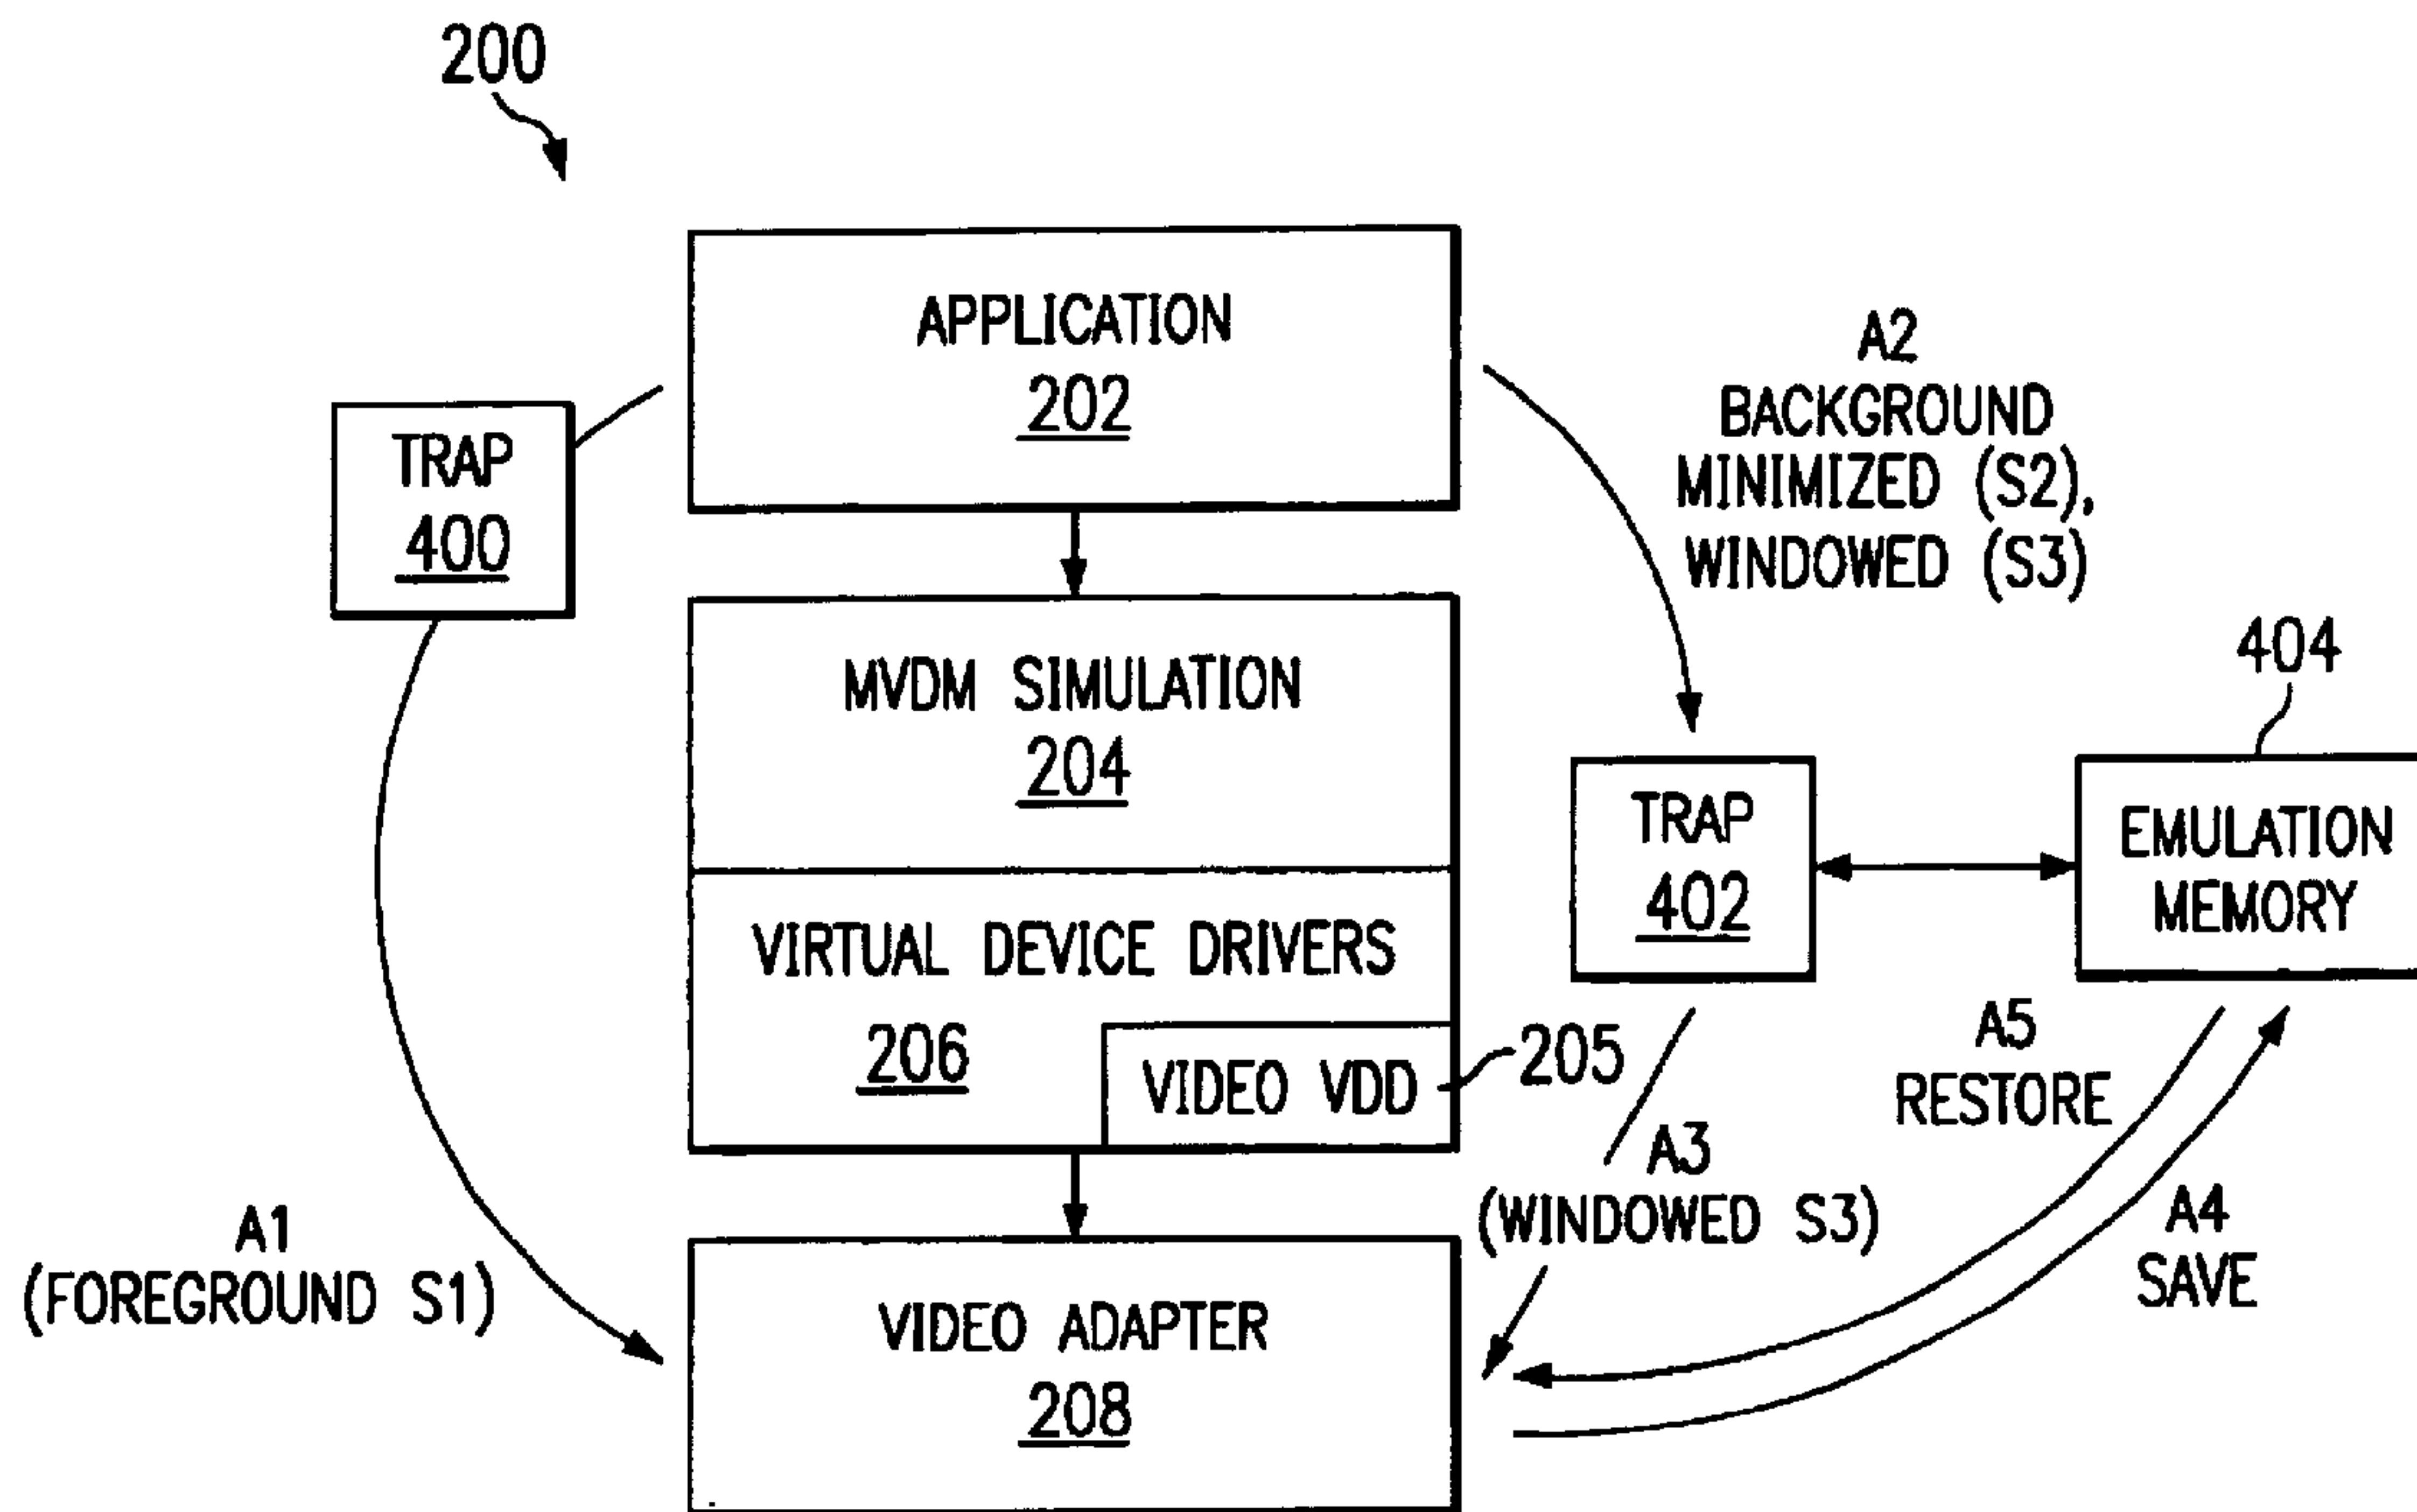 200
APPLICATION
202
TRAP
400
A2
BACKGROUND
MINIMIZED (S2),
WINDOWED (S3)
MVDM SIMULATION
204
404
TRAP
402
EMULATION
MEMORY
VIRTUAL DEVICE DRIVERS
206
VIDEO VDD
205
A5
RESTORE
A3
(WINDOWED S3)
A4
SAVE
A1
(FOREGROUND S1)
VIDEO ADAPTER
208